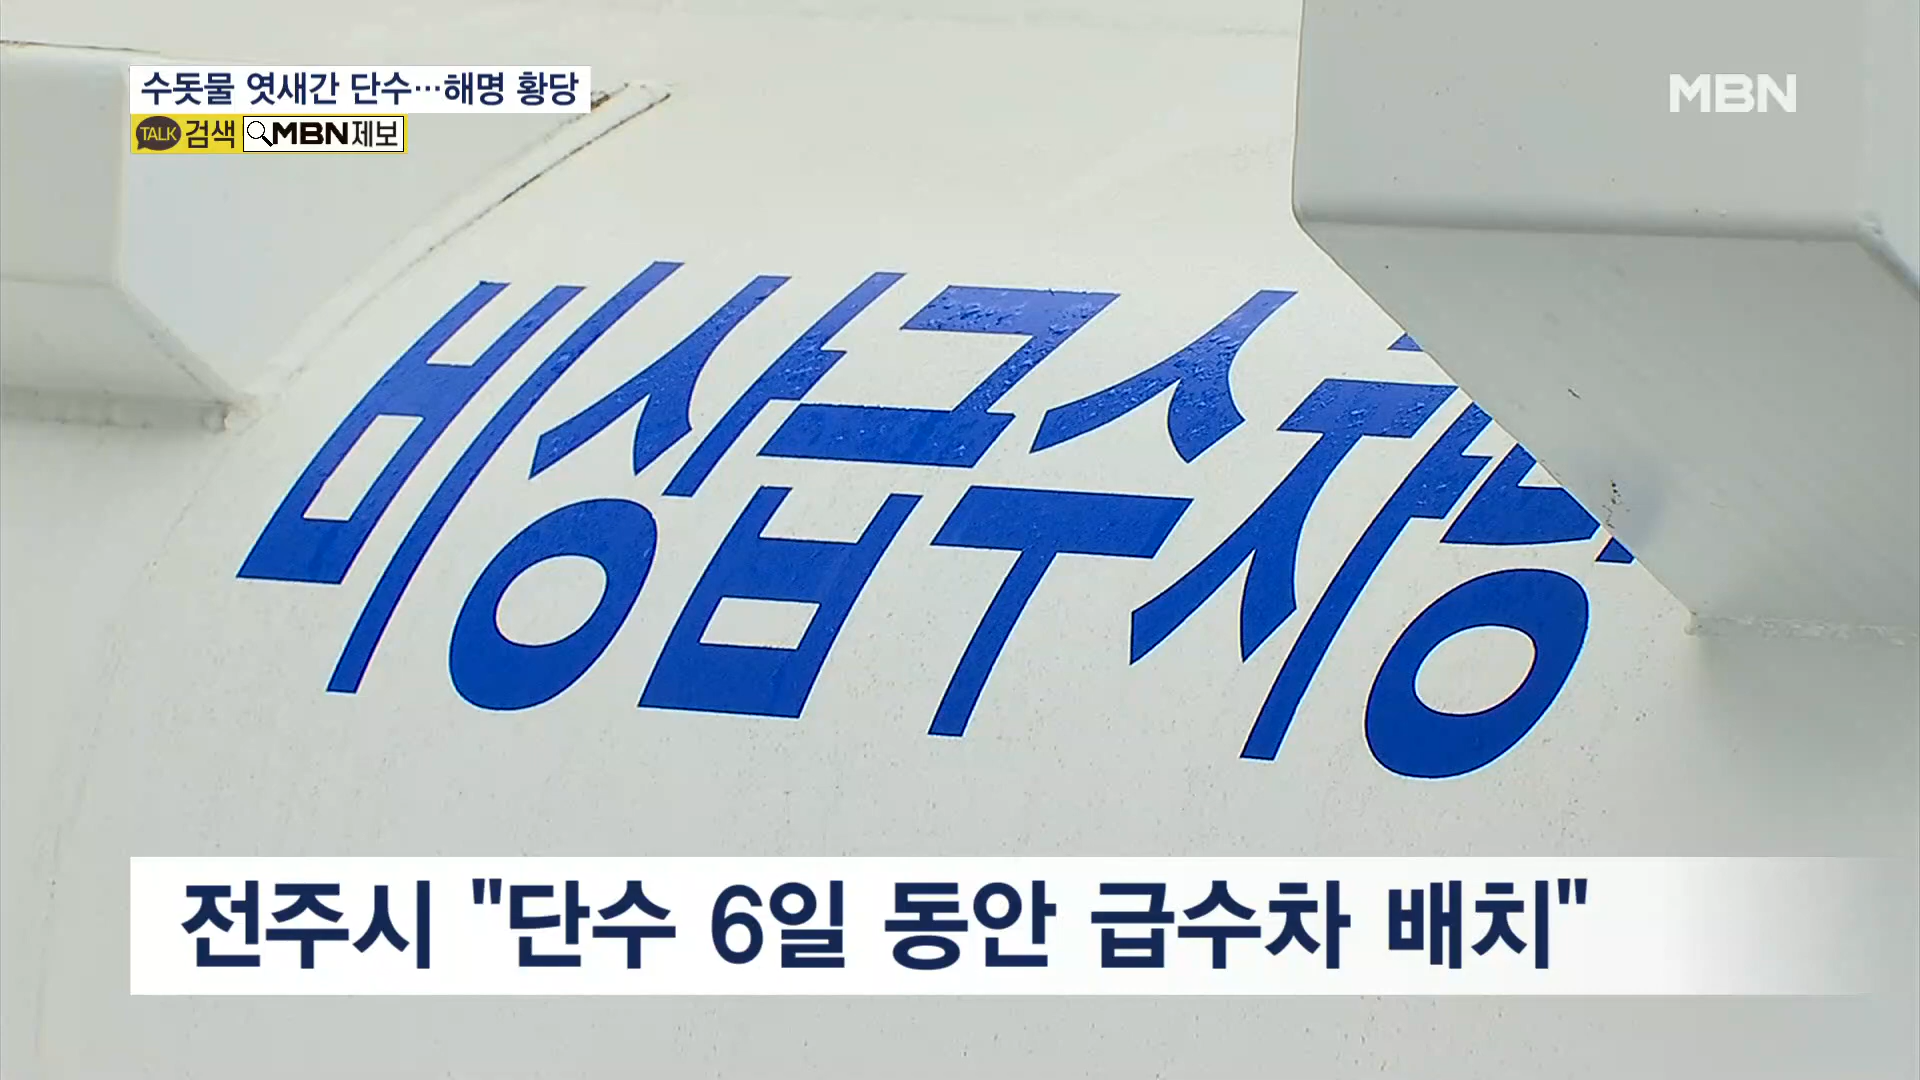 수돗물 엿새간 단수…해명 황당
MBN
TALK 검색 MBN제보
비상급수차
전주시 "단수 6일 동안 급수차 배치"